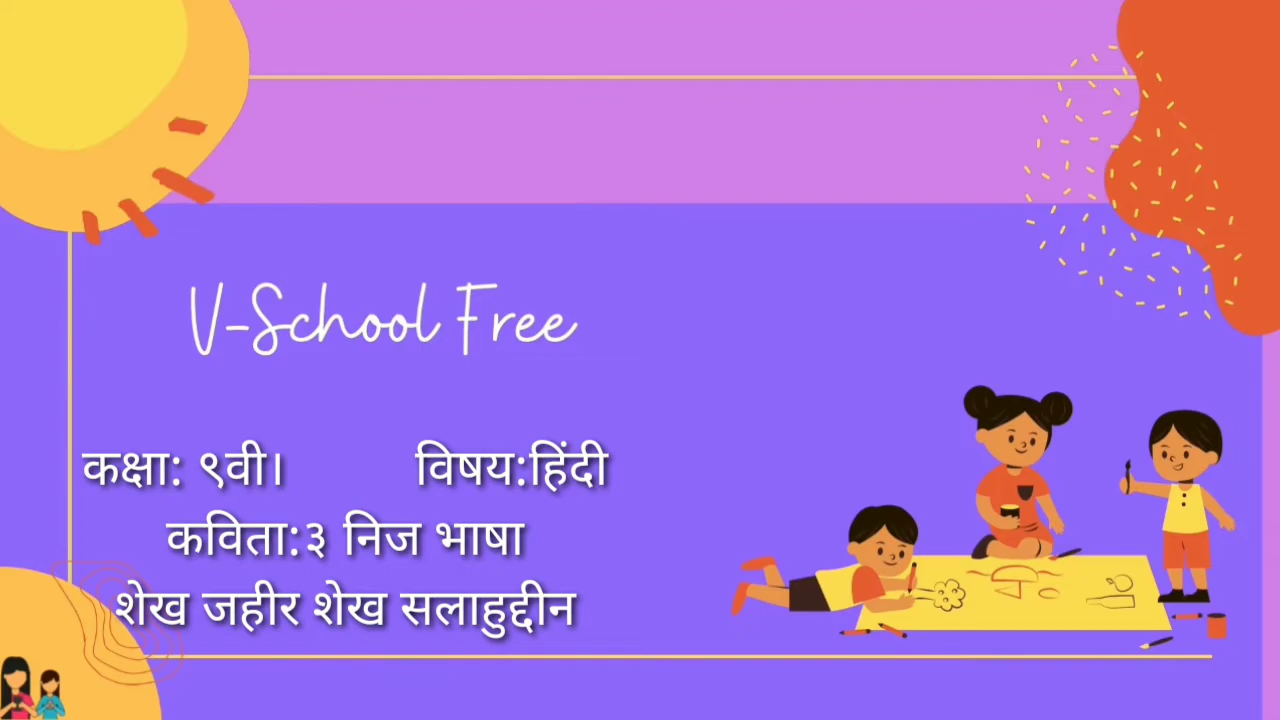 V-School Free
कक्षा: ९वी। विषय:हिंदी
कविता:३ निज भाषा
शेख जहीर शेख सलाहुद्दीन